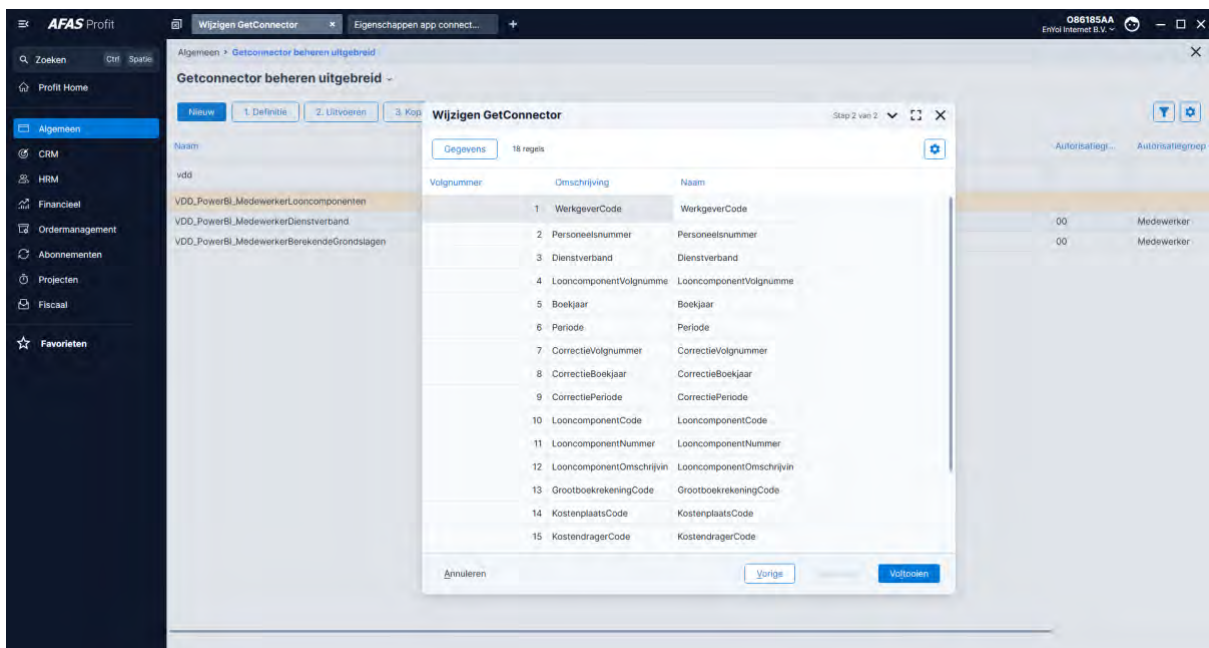 AFAS Profit
Wijzigen GetConnector ×
Eigenschappen app connect...
+
086185AA
EnYoi Internet B.V.
Zoeken Ctrl Spatie
Profit Home
Algemeen
CRM
HRM
Financieel
Ordermanagement
Abonnementen
Projecten
Fiscaal
Favorieten
Algemeen > Getconnector beheren uitgebreid
Getconnector beheren uitgebreid
Nieuw 1. Definitie 2. Uitvoeren 3. Kop
Naam Autorisatiegr... Autorisatiegroep
vdd
VDD_PowerBI_MedewerkerLooncomponenten
VDD_PowerBI_MedewerkerDienstverband 00 Medewerker
VDD_PowerBI_MedewerkerBerekendeGrondslagen 00 Medewerker
Wijzigen GetConnector Stap 2 van 2
Gegevens 18 regels
Volgnummer Omschrijving Naam
1 WerkgeverCode WerkgeverCode
2 Personeelsnummer Personeelsnummer
3 Dienstverband Dienstverband
4 LooncomponentVolgnumme LooncomponentVolgnumme
5 Boekjaar Boekjaar
6 Periode Periode
7 CorrectieVolgnummer CorrectieVolgnummer
8 CorrectieBoekjaar CorrectieBoekjaar
9 CorrectiePeriode CorrectiePeriode
10 LooncomponentCode LooncomponentCode
11 LooncomponentNummer LooncomponentNummer
12 LooncomponentOmschrijvin LooncomponentOmschrijvin
13 GrootboekrekeningCode GrootboekrekeningCode
14 KostenplaatsCode KostenplaatsCode
15 KostendragerCode KostendragerCode
Annuleren Vorige Voltooien